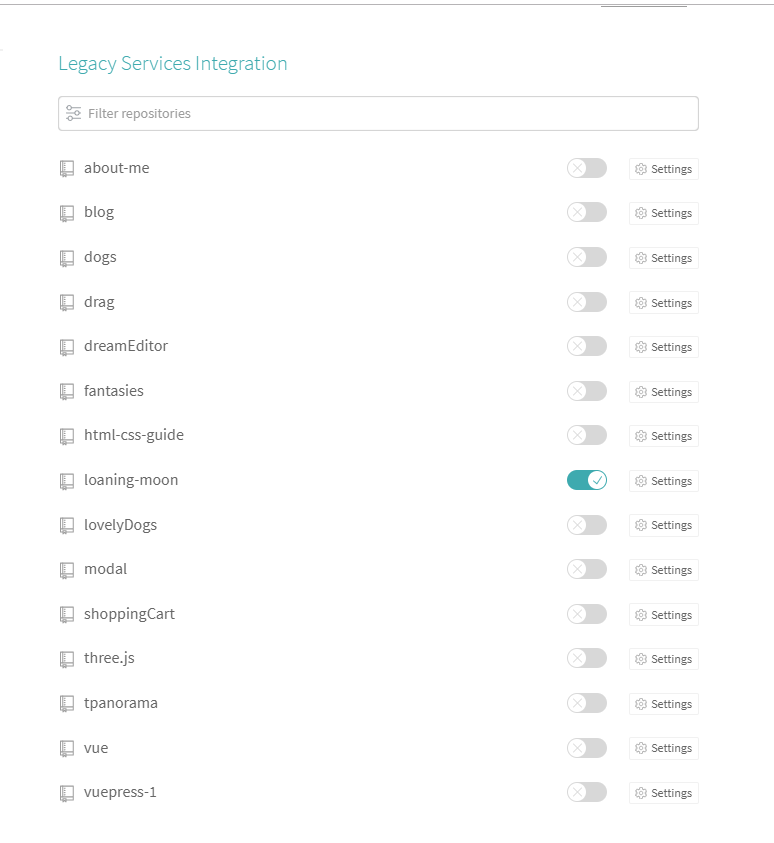 Legacy Services Integration
Filter repositories
about-me Settings
blog Settings
dogs Settings
drag Settings
dreamEditor Settings
fantasies Settings
html-css-guide Settings
loaning-moon Settings
lovelyDogs Settings
modal Settings
shoppingCart Settings
three.js Settings
tpanorama Settings
vue Settings
vuepress-1 Settings